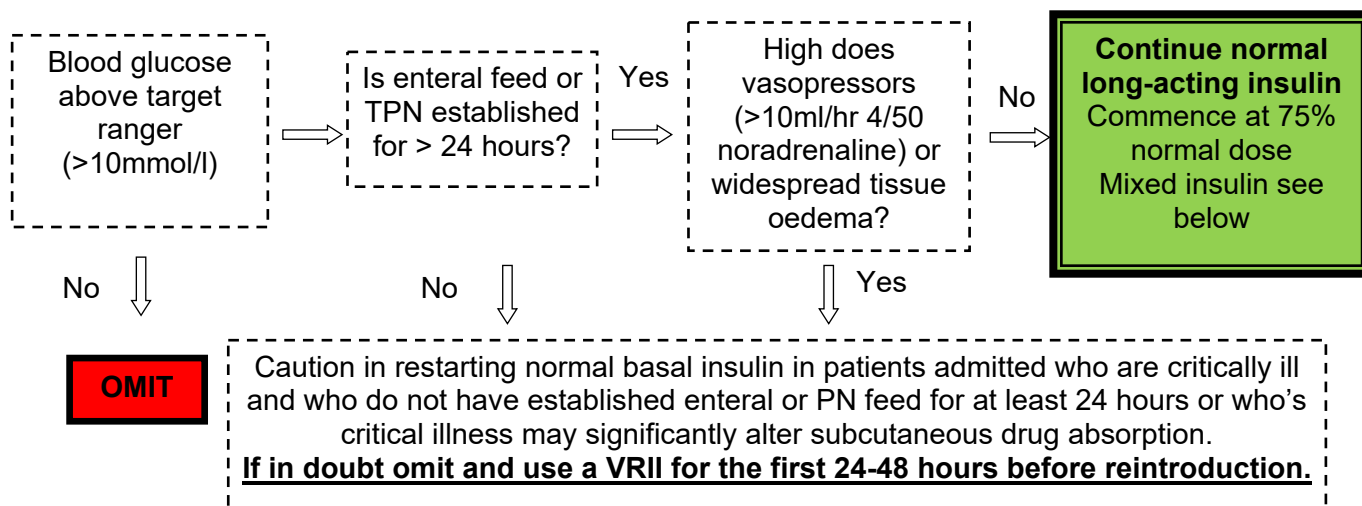 Blood glucose
above target
ranger
(>10mmol/l)
Is enteral feed or
TPN established
for > 24 hours?
Yes
High does
vasopressors
(>10ml/hr 4/50
noradrenaline) or
widespread tissue
oedema?
No
Continue normal
long-acting insulin
Commence at 75%
normal dose
Mixed insulin see
below
No
No
Yes
OMIT
Caution in restarting normal basal insulin in patients admitted who are critically ill
and who do not have established enteral or PN feed for at least 24 hours or who's
critical illness may significantly alter subcutaneous drug absorption.
If in doubt omit and use a VRII for the first 24-48 hours before reintroduction.